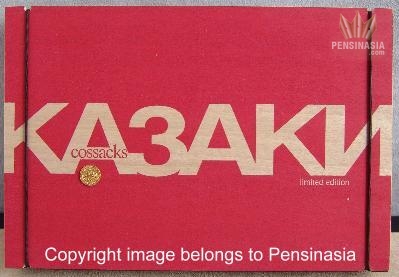 PENSINASIA.COM
КАЗАКИ
cossacks
limited edition
Copyright image belongs to Pensinasia